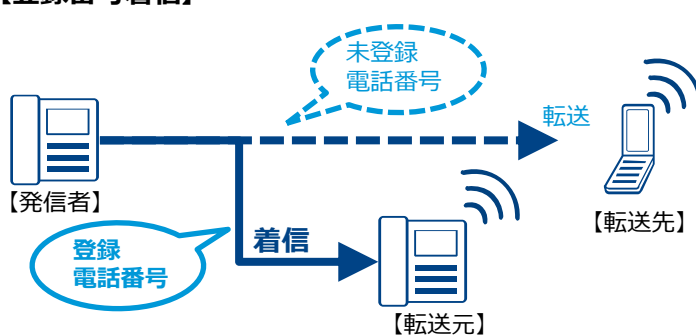 未登録
電話番号
転送
【発信者】
【転送先】
登録
電話番号
着信
【転送元】